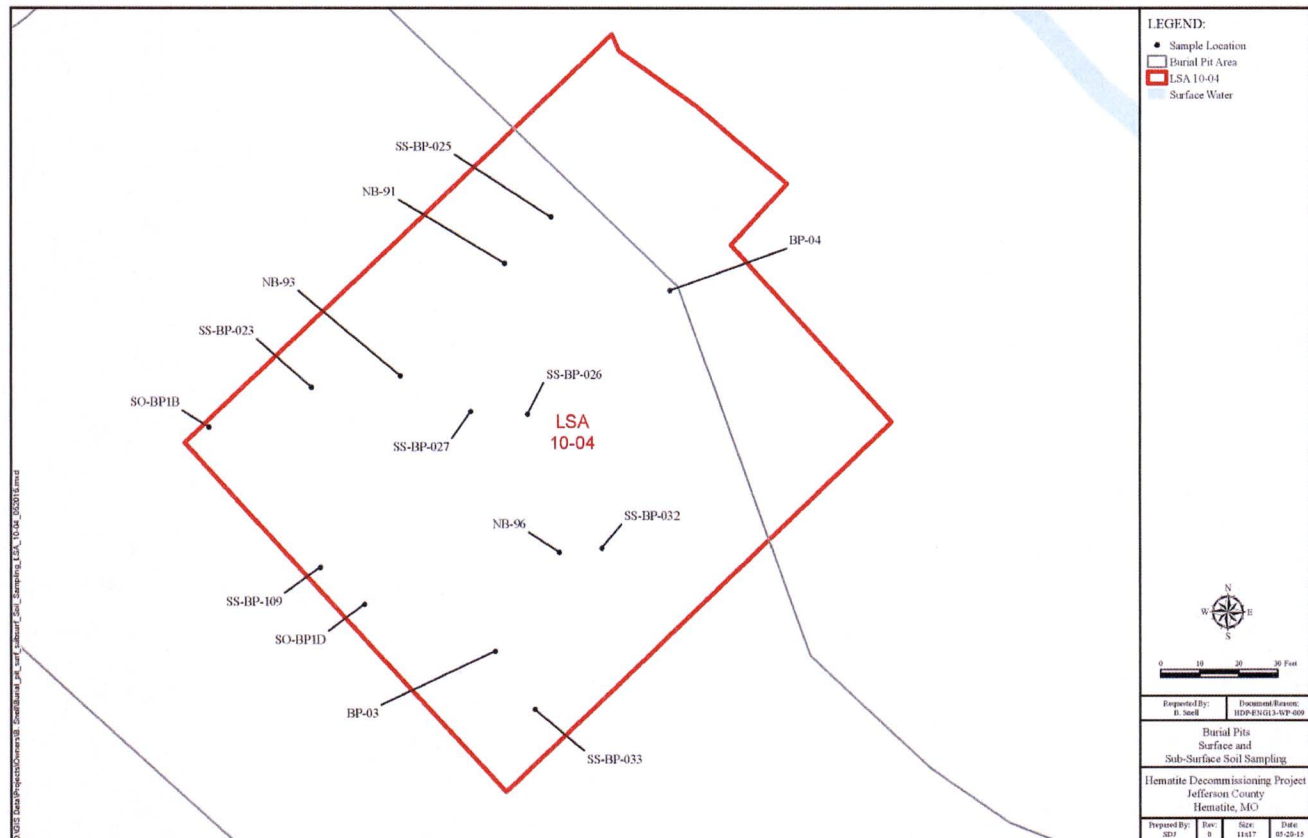 LEGEND:
Sample Location
Burial Pit Area
LSA 10-04
Surface Water
SS-BP-025
NB-91
BP-04
NB-93
SS-BP-023
SS-BP-026
SO-BP1B
LSA
10-04
SS-BP-027
NB-96
SS-BP-032
SS-BP-109
SO-BP1D
BP-03
SS-BP-033
N
W E
S
0 10 20 30 Feet
Requested By:
B. Snell
Document/Reason:
HDP-ENG13-WP-009
Burial Pits
Surface and
Sub-Surface Soil Sampling
Hematite Decommissioning Project
Jefferson County
Hematite, MO
Prepared By:
SDJ
Rev:
0
Size:
11x17
Date: